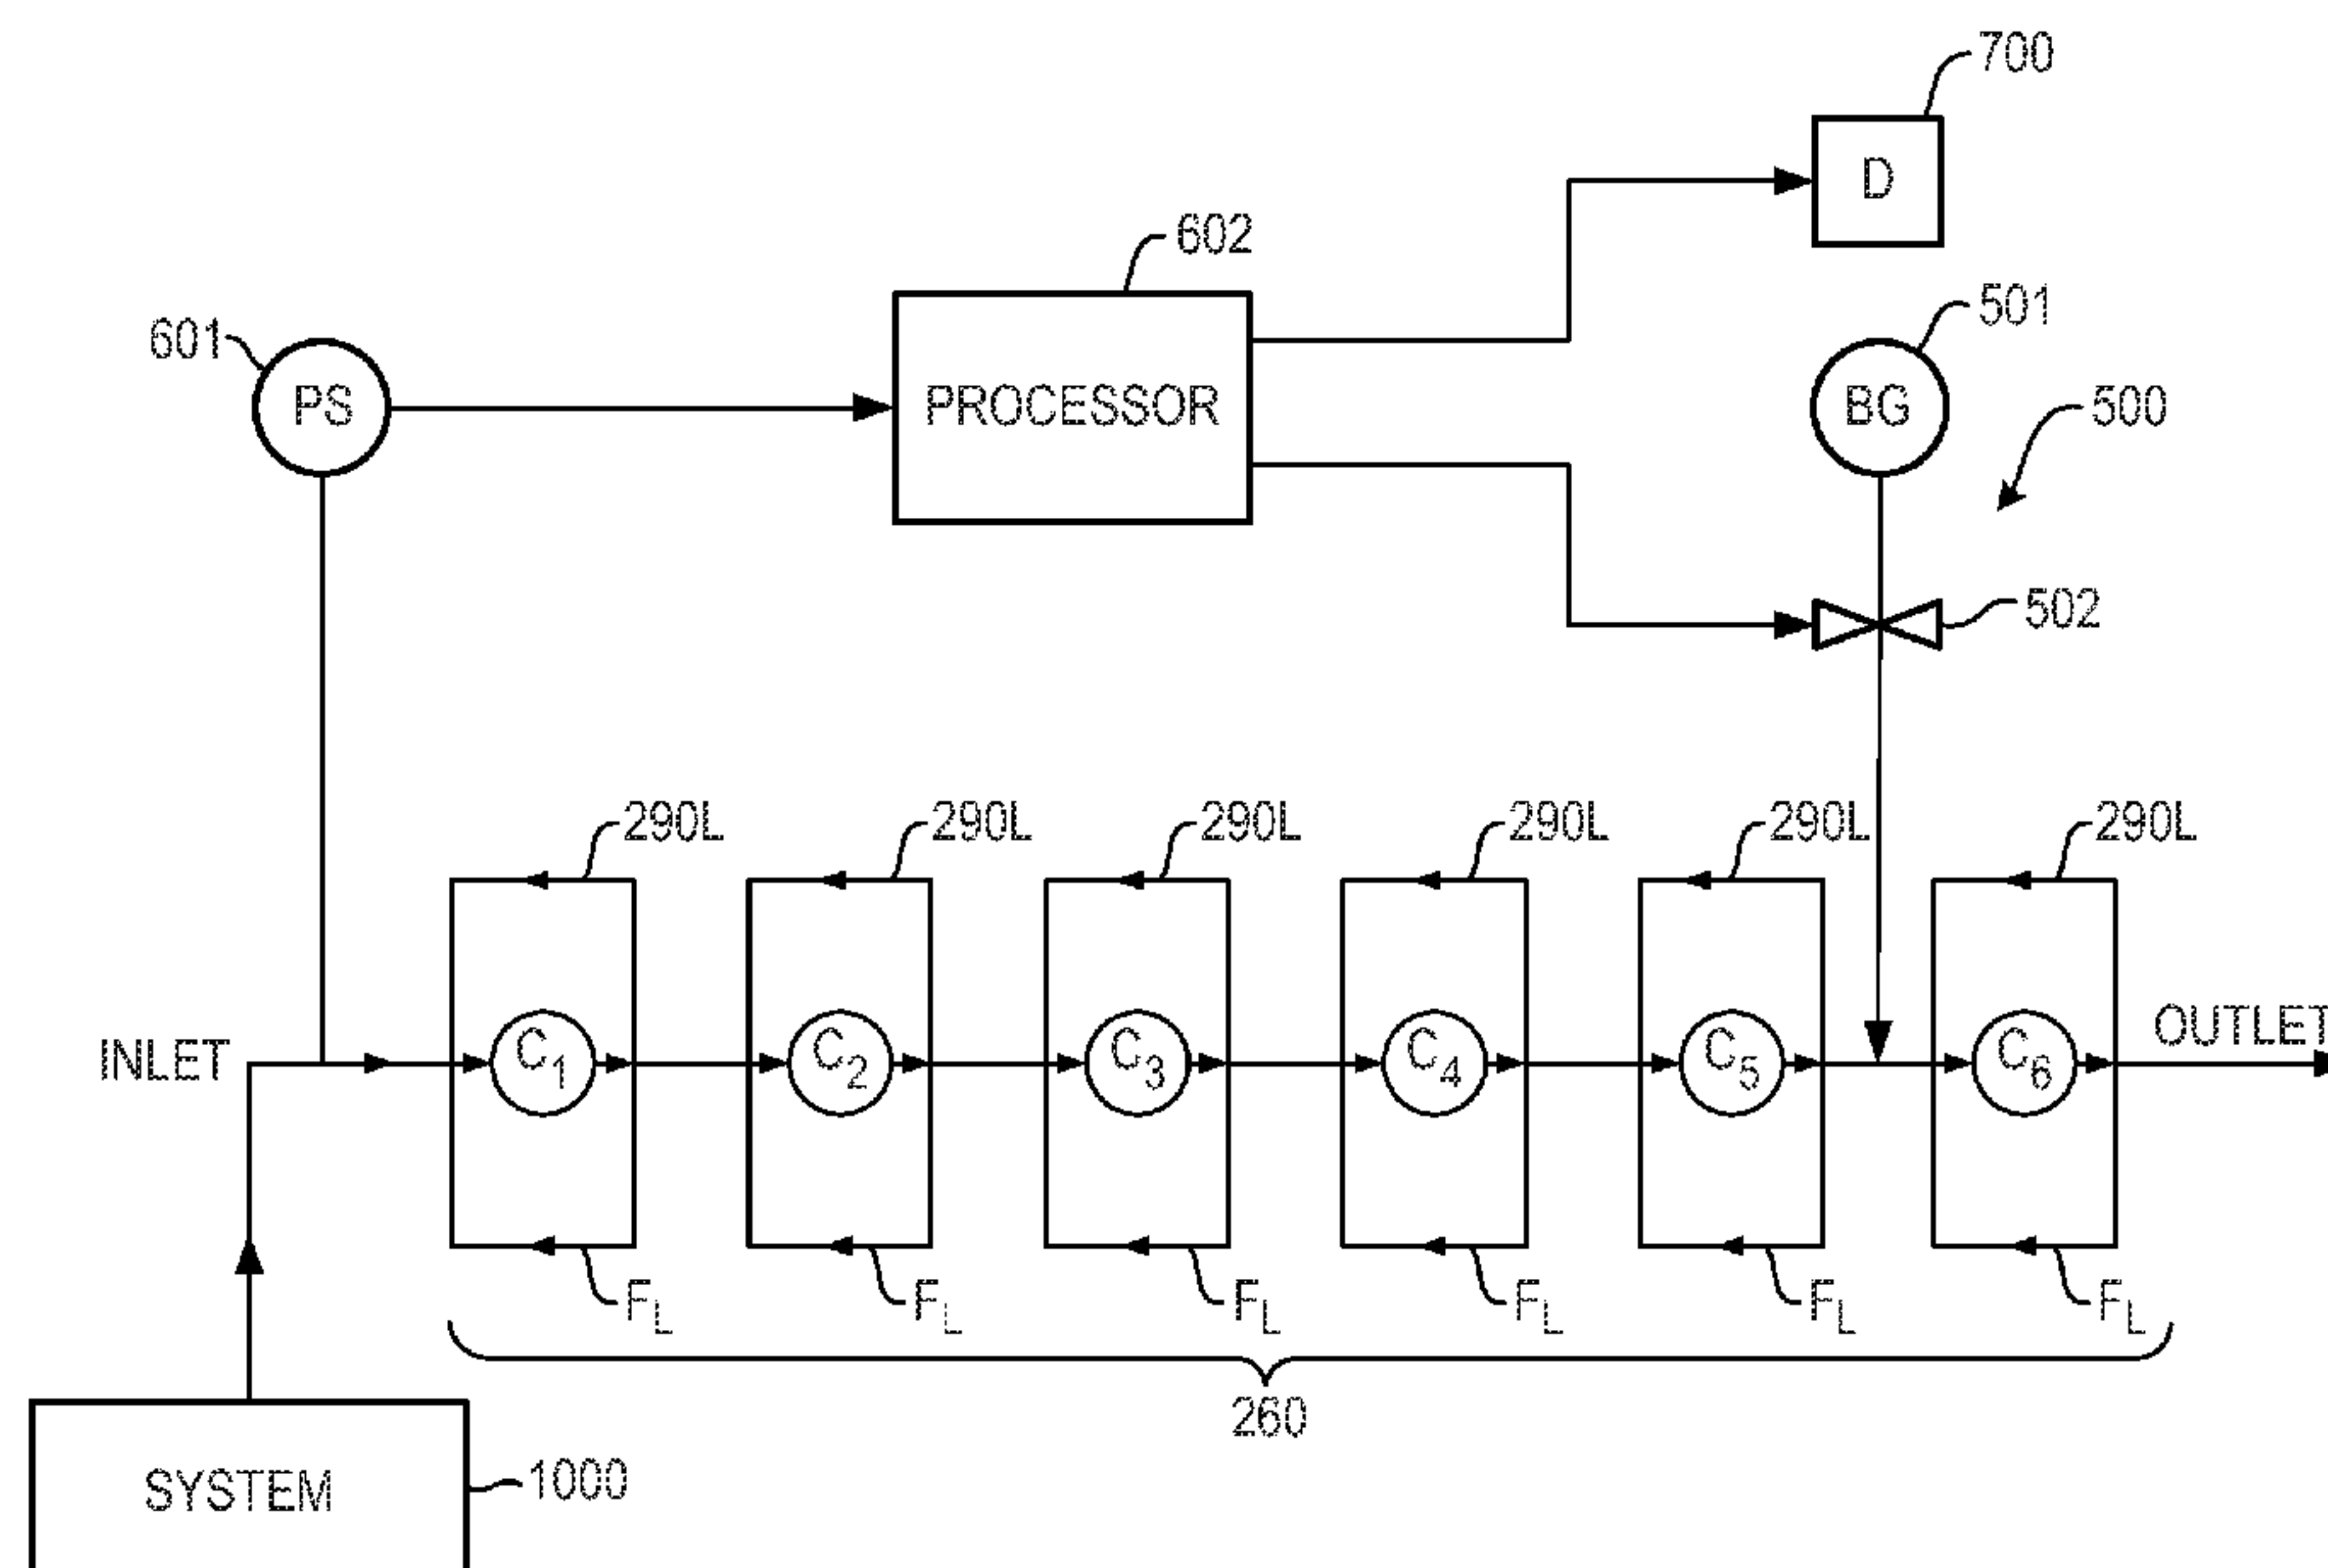 700
D
602
601
501
PS
PROCESSOR
BG
500
502
290L 290L 290L 290L 290L 290L
INLET
C1 C2 C3 C4 C5 C6
OUTLET
FL FL FL FL FL FL
260
SYSTEM
1000